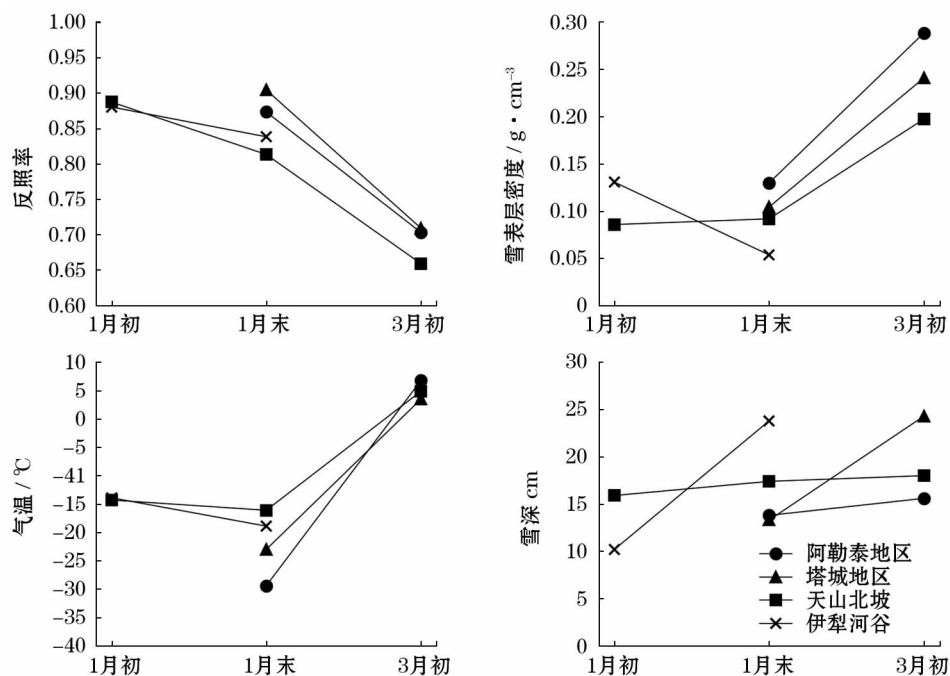 1.00
0.95
0.90
0.85
0.80
0.70
0.65
0.60
反照率
1月初
1月末
3月初
0.30
0.25
0.20
0.15
0.10
0.05
0
雪表层密度/g·cm⁻³
1月初
1月末
3月初
10
5
0
-5
-41
-15
-20
-30
-35
-40
气温/℃
1月初
1月末
3月初
30
25
20
15
10
5
0
雪深 cm
1月初
1月末
3月初
阿勒泰地区
塔城地区
天山北坡
伊犁河谷